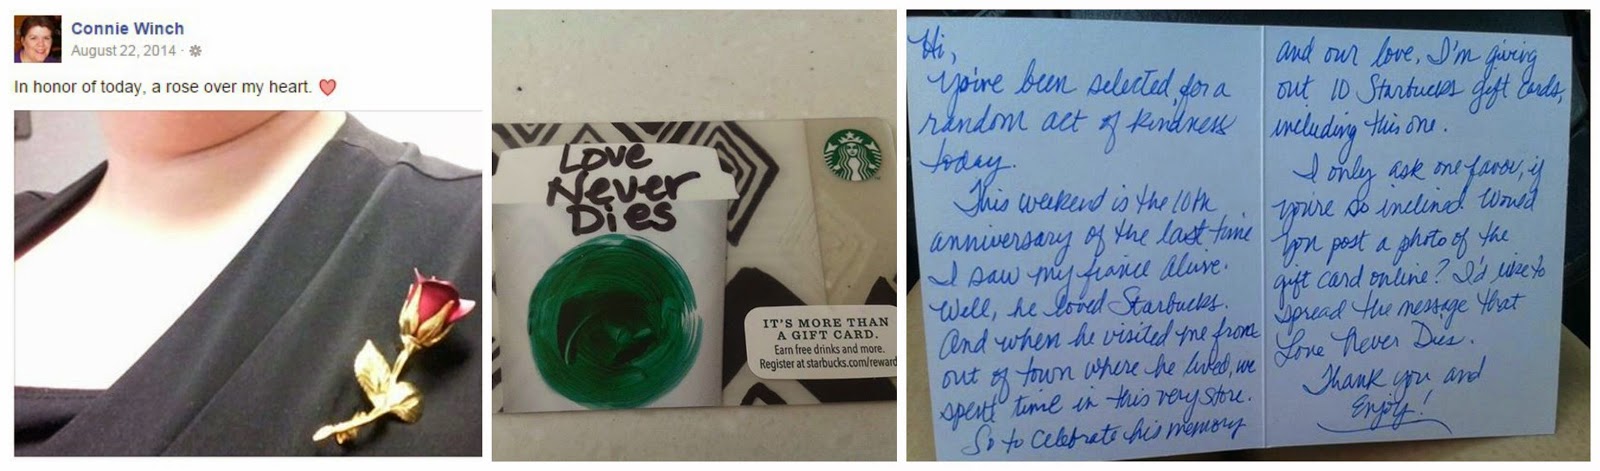 Connie Winch
August 22, 2014
In honor of today, a rose over my heart.
Love
Never
Dies
IT'S MORE THAN
A GIFT CARD.
Earn free drinks and more.
Register at starbucks.com/reward
Hi,
You've been selected for a
random act of kindness
today.
This weekend is the 10th
anniversary of the last time
I saw my fiance alive.
Well, he loved Starbucks.
And when he visited me from
out of town where he lived, we
spent time in this very store.
So to celebrate his memory
and our love, I'm giving
out 10 Starbucks gift cards,
including this one.
I only ask one favor, if
you're so inclined. Would
you post a photo of the
gift card online? I'd like to
spread the message that
Love Never Dies.
Thank you and
Enjoy!